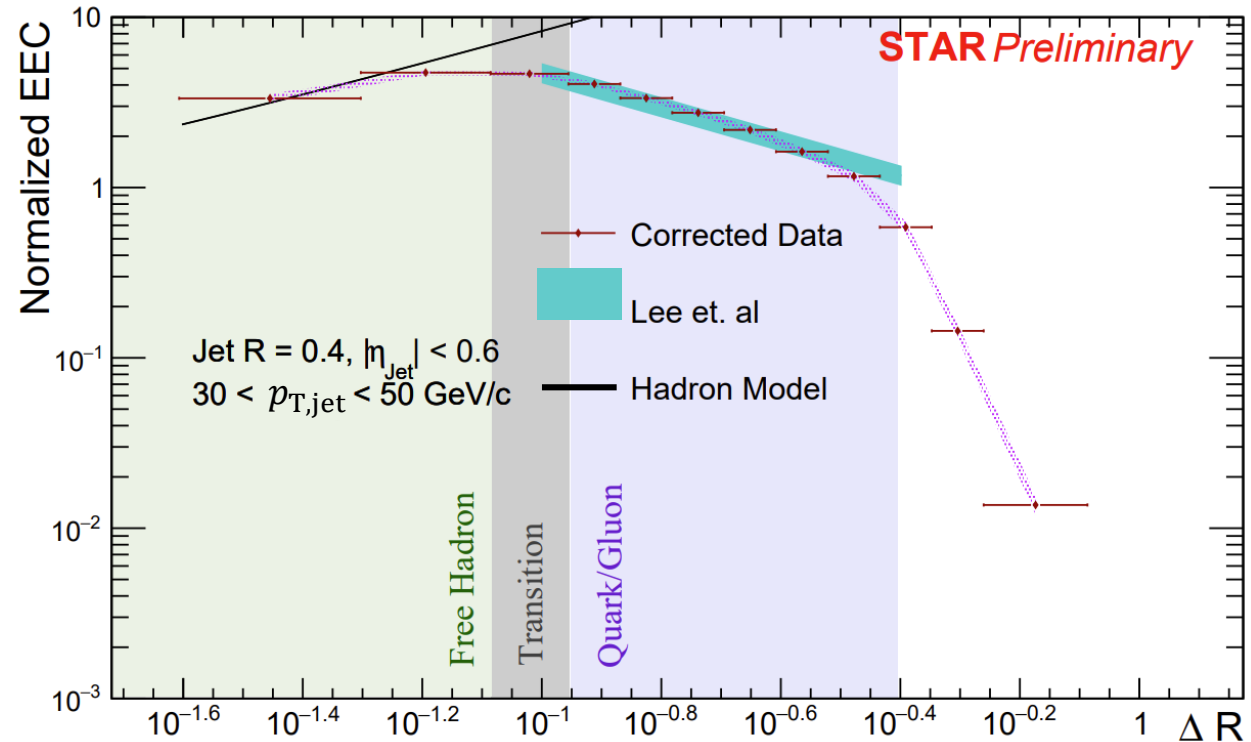 STAR Preliminary
Normalized EEC
10
1
10⁻¹
10⁻²
10⁻³
Corrected Data
Lee et. al
Hadron Model
Jet R = 0.4, |η_Jet| < 0.6
30 < p_T,jet < 50 GeV/c
Free Hadron
Transition
Quark/Gluon
10⁻¹·⁶ 10⁻¹·⁴ 10⁻¹·² 10⁻¹ 10⁻⁰·⁸ 10⁻⁰·⁶ 10⁻⁰·⁴ 10⁻⁰·² 1 Δ R